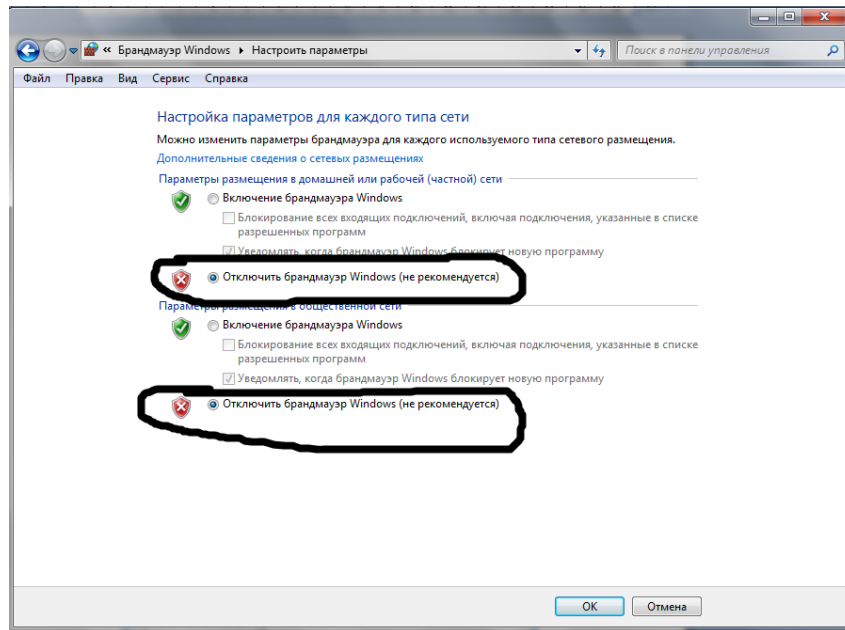 « Брандмауэр Windows ▸ Настроить параметры
Поиск в панели управления
Файл Правка Вид Сервис Справка
Настройка параметров для каждого типа сети
Можно изменить параметры брандмауэра для каждого используемого типа сетевого размещения.
Дополнительные сведения о сетевых размещениях
Параметры размещения в домашней или рабочей (частной) сети
Включение брандмауэра Windows
Блокирование всех входящих подключений, включая подключения, указанные в списке
разрешенных программ
Уведомлять, когда брандмауэр Windows блокирует новую программу
Отключить брандмауэр Windows (не рекомендуется)
Параметры размещения в общественной сети
Включение брандмауэра Windows
Блокирование всех входящих подключений, включая подключения, указанные в списке
разрешенных программ
Уведомлять, когда брандмауэр Windows блокирует новую программу
Отключить брандмауэр Windows (не рекомендуется)
ОК Отмена